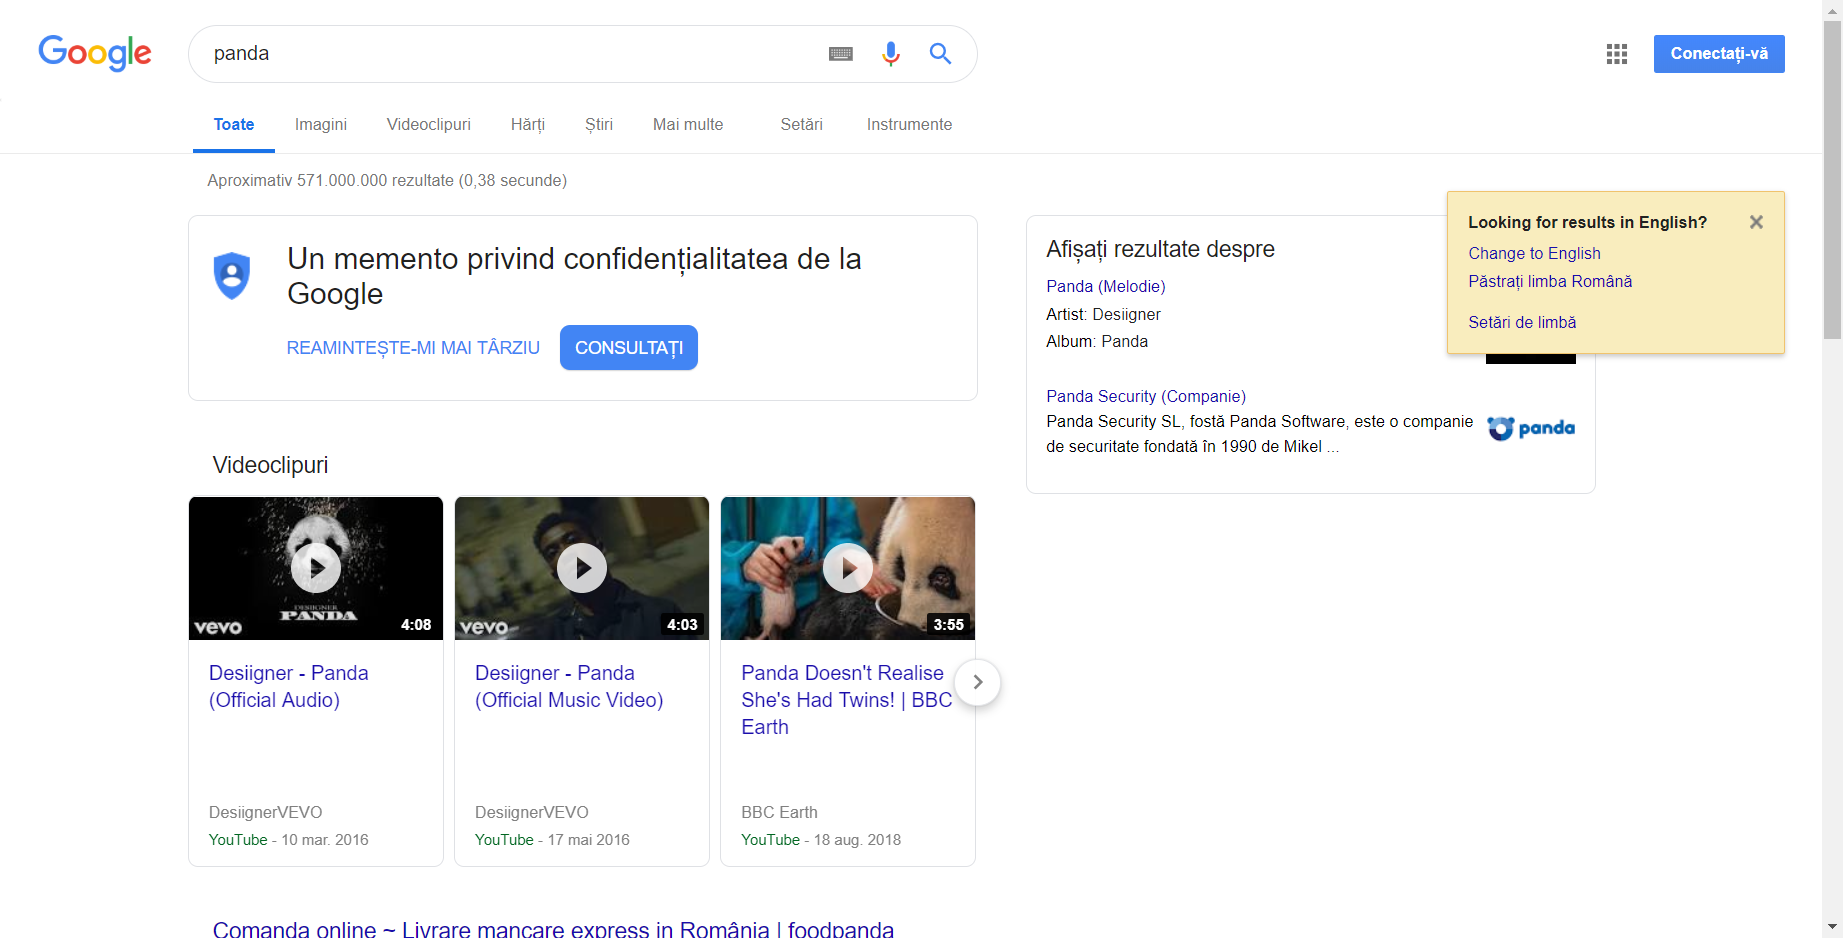 Google
panda
Conectați-vă
Toate
Imagini
Videoclipuri
Hărți
Știri
Mai multe
Setări
Instrumente
Aproximativ 571.000.000 rezultate (0,38 secunde)
Un memento privind confidențialitatea de la
Google
REAMINTEȘTE-MI MAI TÂRZIU
CONSULTAȚI
Videoclipuri
DESIIGNER
PANDA
vevo
4:08
Desiigner - Panda
(Official Audio)
DesiignerVEVO
YouTube - 10 mar. 2016
vevo
4:03
Desiigner - Panda
(Official Music Video)
DesiignerVEVO
YouTube - 17 mai 2016
3:55
Panda Doesn't Realise
She's Had Twins! | BBC
Earth
BBC Earth
YouTube - 18 aug. 2018
Comanda online ~ Livrare mancare express in România | foodpanda
Afișați rezultate despre
Panda (Melodie)
Artist: Desiigner
Album: Panda
Panda Security (Companie)
Panda Security SL, fostă Panda Software, este o companie
de securitate fondată în 1990 de Mikel ...
panda
Looking for results in English?
Change to English
Păstrați limba Română
Setări de limbă